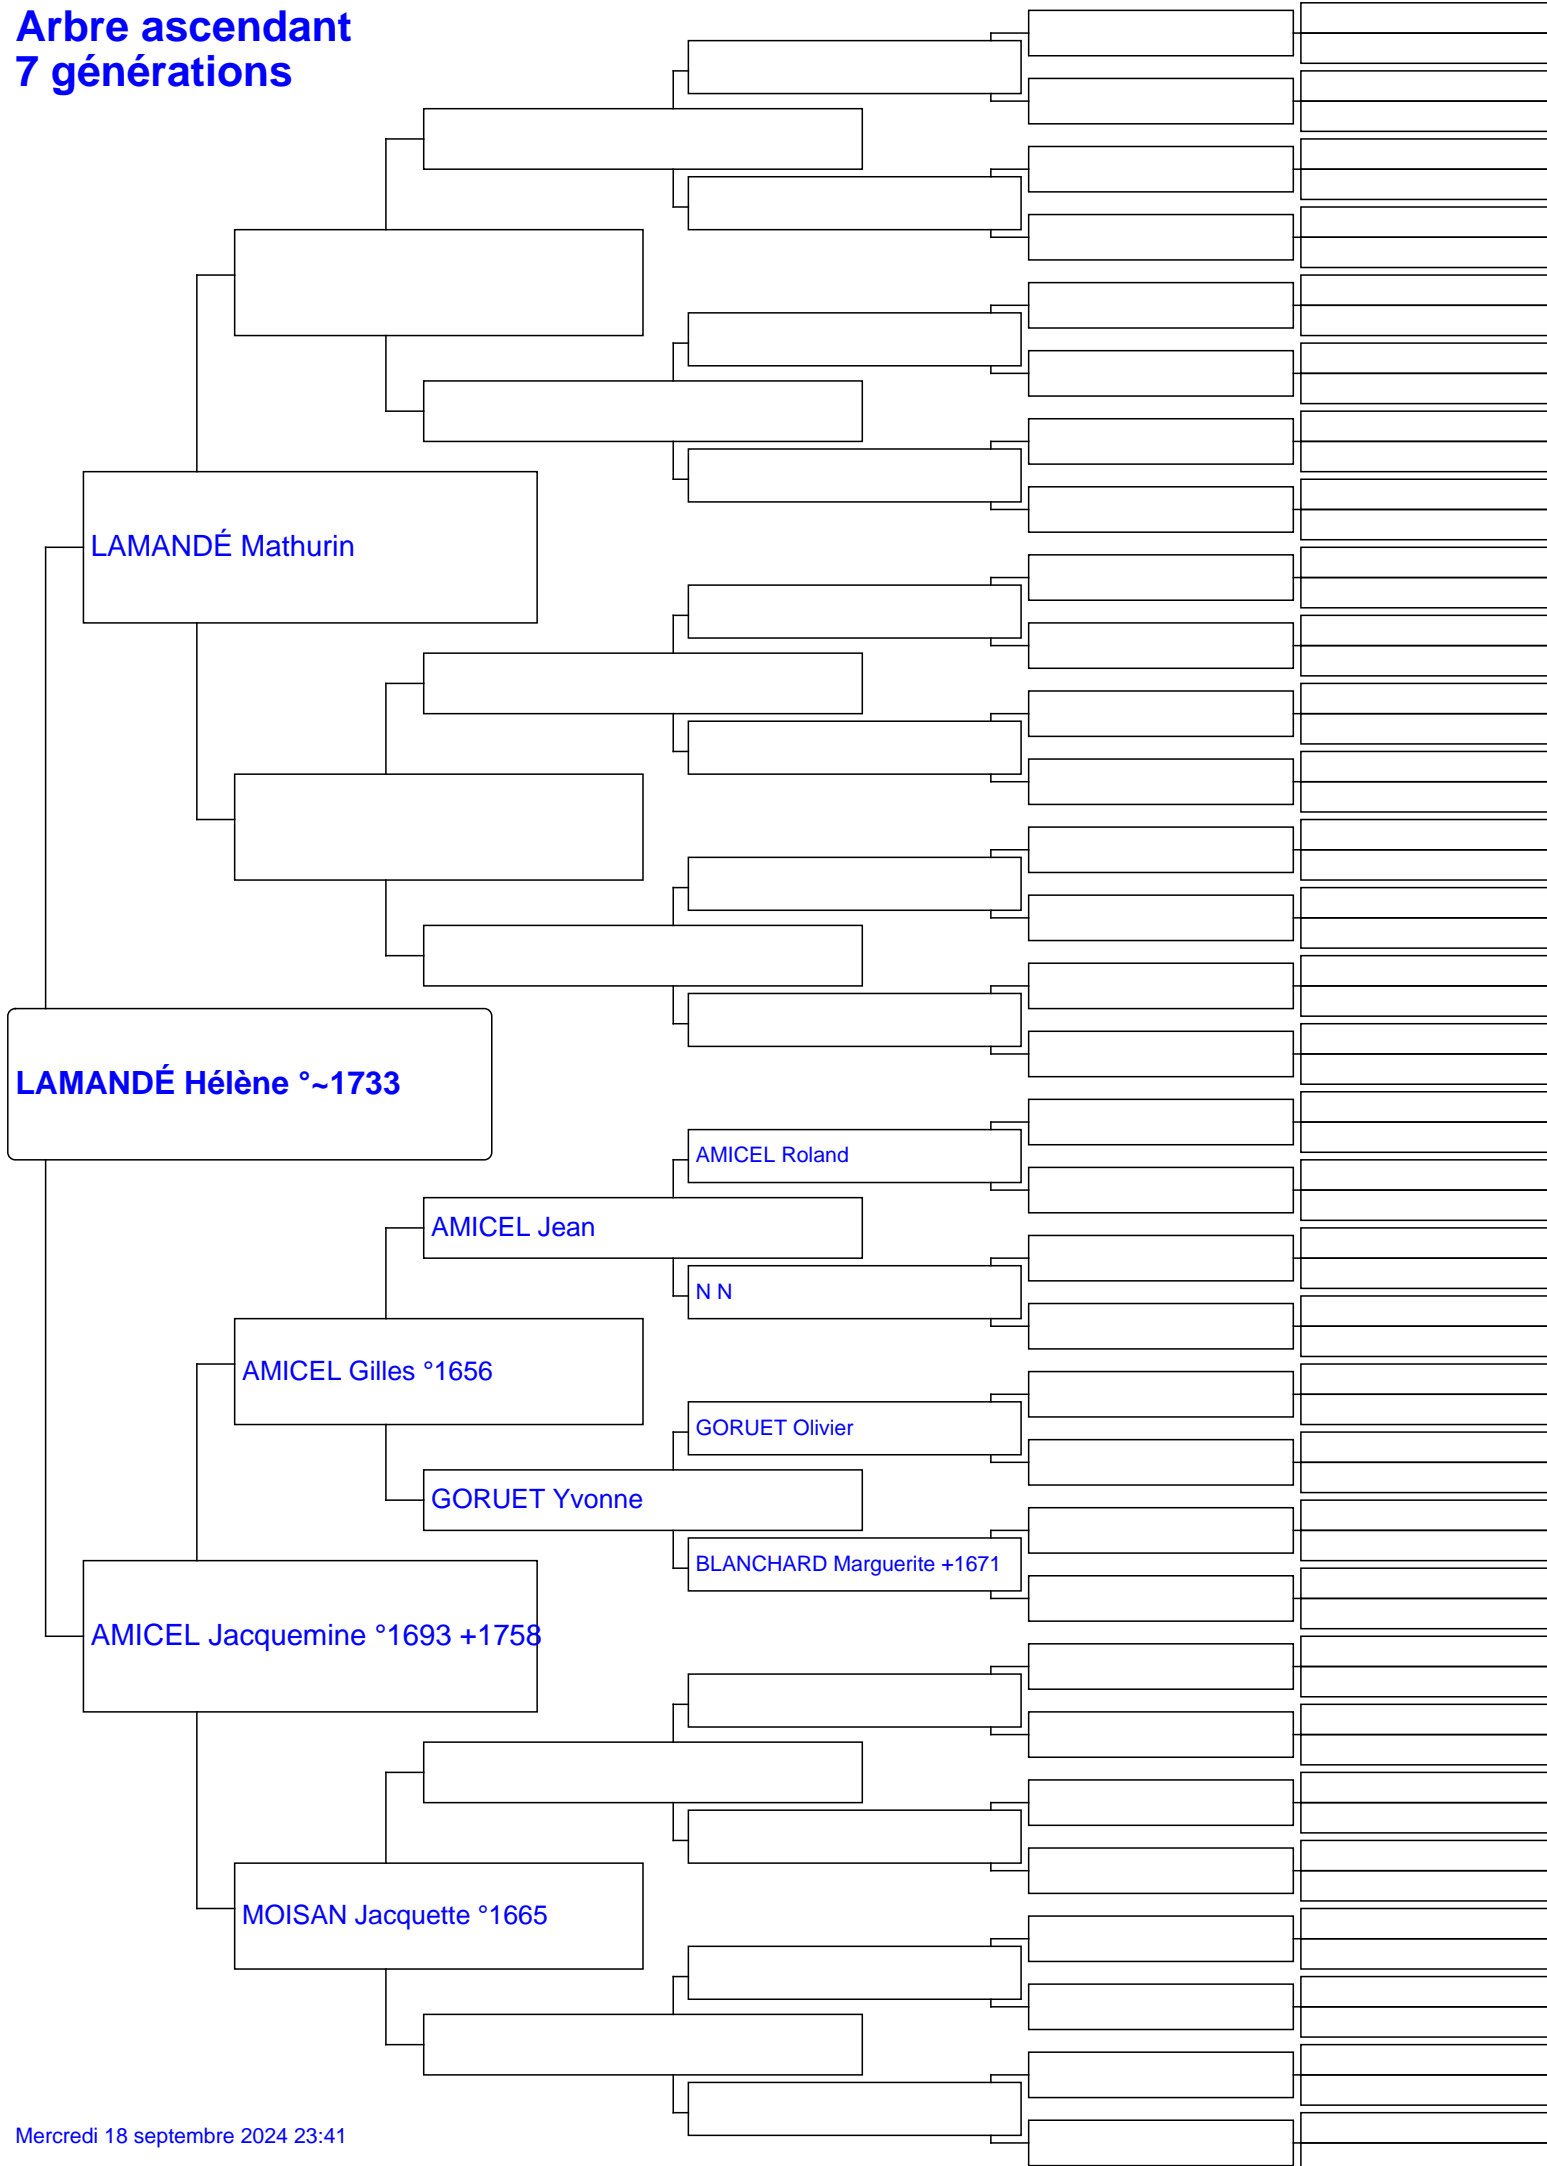 Arbre ascendant
7 générations
LAMANDÉ Mathurin
LAMANDÉ Hélène °~1733
AMICEL Roland
AMICEL Jean
N N
AMICEL Gilles °1656
GORUET Olivier
GORUET Yvonne
BLANCHARD Marguerite +1671
AMICEL Jacquemine °1693 +1758
MOISAN Jacquette °1665
Mercredi 18 septembre 2024 23:41